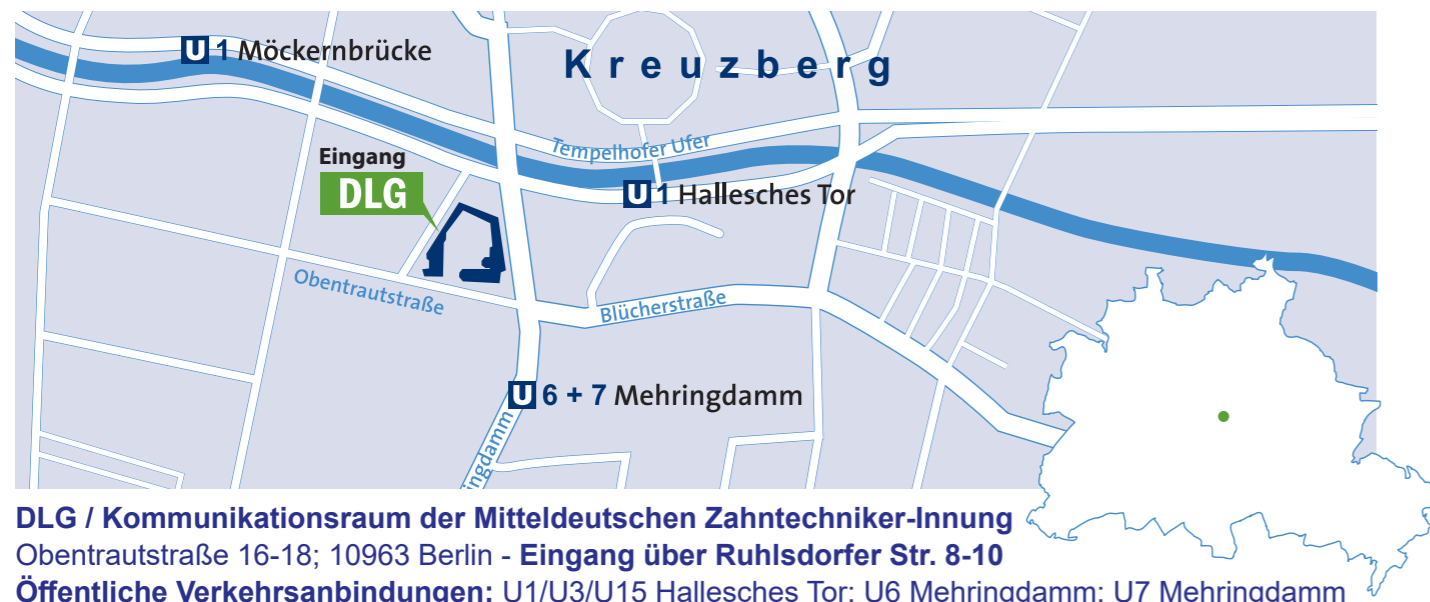 U 1 Möckernbrücke
Kreuzberg
Tempelhofer Ufer
Eingang
DLG
U 1 Hallesches Tor
Obentrautstraße
Blücherstraße
U 6 + 7 Mehringdamm
ingdamm
DLG / Kommunikationsraum der Mitteldeutschen Zahntechniker-Innung
Obentrautstraße 16-18; 10963 Berlin - Eingang über Ruhlsdorfer Str. 8-10
Öffentliche Verkehrsanbindungen: U1/U3/U15 Hallesches Tor; U6 Mehringdamm; U7 Mehringdamm